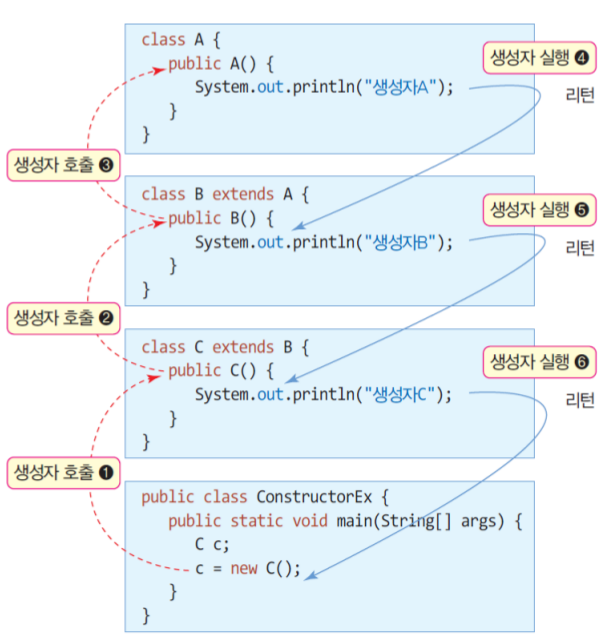 class A {
public A() {
System.out.println("생성자A");
}
}
생성자 실행 ❹
리턴
생성자 호출 ❸
class B extends A {
public B() {
System.out.println("생성자B");
}
}
생성자 실행 ❺
리턴
생성자 호출 ❷
class C extends B {
public C() {
System.out.println("생성자C");
}
}
생성자 실행 ❻
리턴
생성자 호출 ❶
public class ConstructorEx {
public static void main(String[] args) {
C c;
c = new C();
}
}